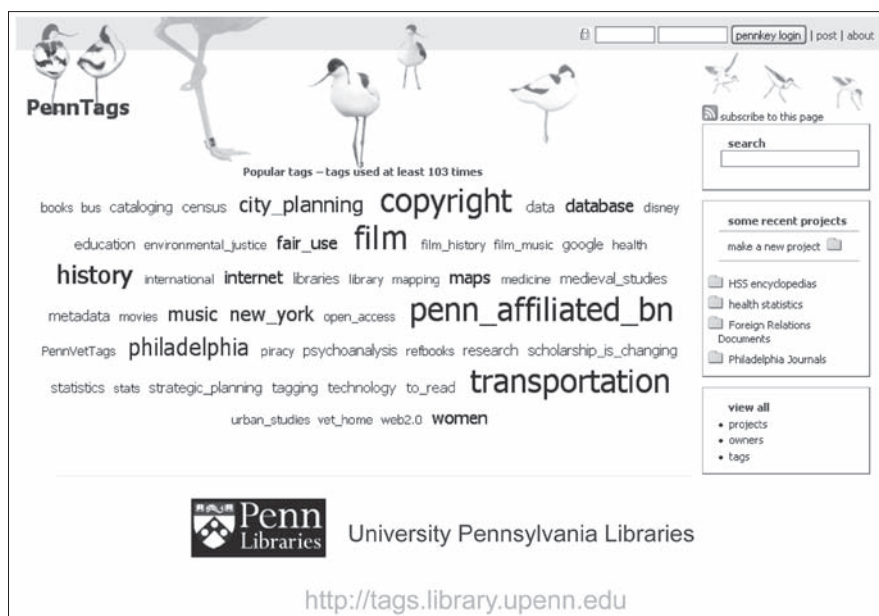 pennkey login | post | about
PennTags
subscribe to this page
Popular tags – tags used at least 103 times
books bus cataloging census city_planning copyright data database disney
education environmental_justice fair_use film film_history film_music google health
history international internet libraries library mapping maps medicine medieval_studies
metadata movies music new_york open_access penn_affiliated_bn
PennVetTags philadelphia piracy psychoanalysis refbooks research scholarship_is_changing
statistics stats strategic_planning tagging technology to_read transportation
urban_studies vet_home web2.0 women
search
some recent projects
make a new project
HSS encyclopedias
health statistics
Foreign Relations
Documents
Philadelphia Journals
view all
• projects
• owners
• tags
Penn
Libraries
University Pennsylvania Libraries
http://tags.library.upenn.edu